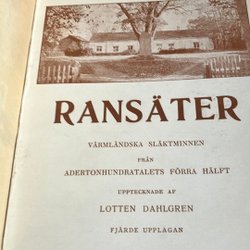 RANSÄTER
VÄRMLÄNDSKA SLÄKTMINNEN
FRÅN
ADERTONHUNDRATALETS FÖRRA HÄLFT
UPPTECKNADE AF
LOTTEN DAHLGREN
FJÄRDE UPPLAGAN